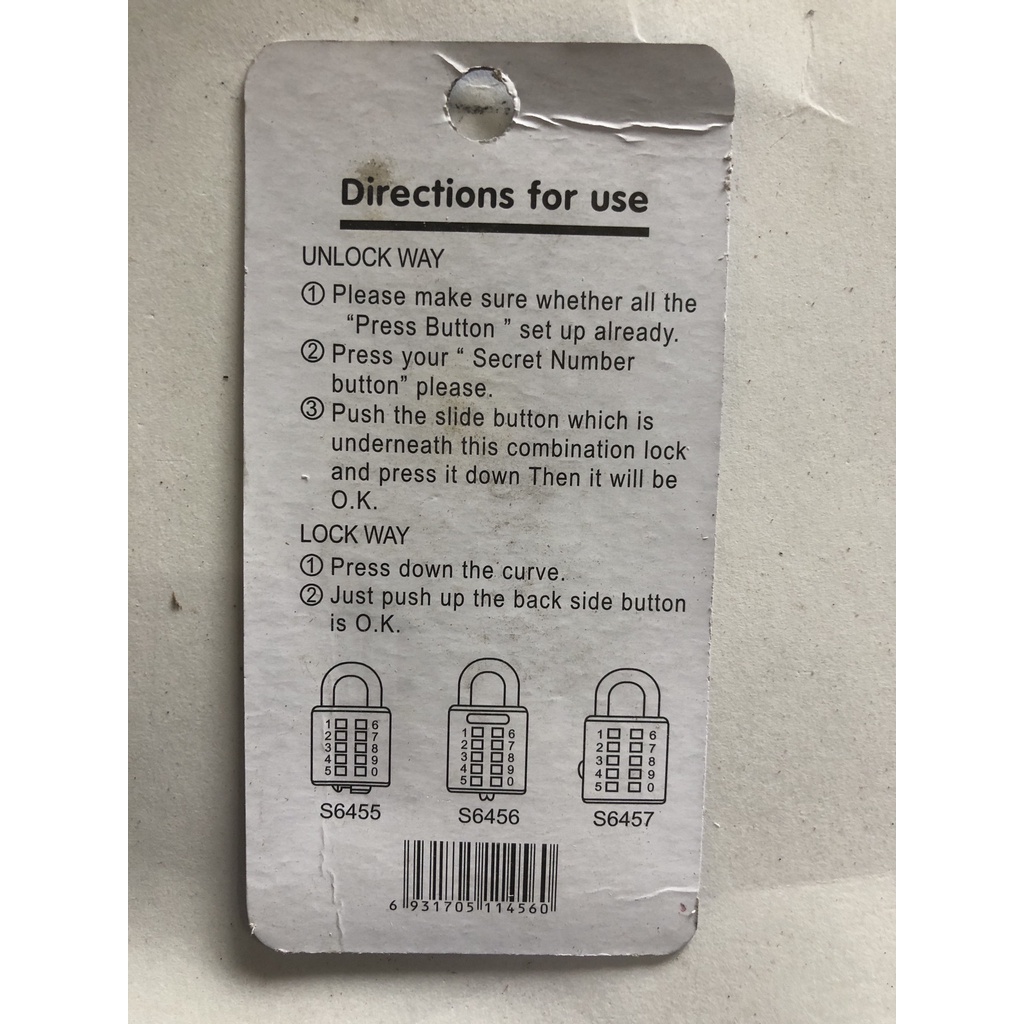 Directions for use
UNLOCK WAY
① Please make sure whether all the
“Press Button ” set up already.
② Press your “ Secret Number
button” please.
③ Push the slide button which is
underneath this combination lock
and press it down Then it will be
O.K.
LOCK WAY
① Press down the curve.
② Just push up the back side button
is O.K.
1 6
2 7
3 8
4 9
5 0
S6455
1 6
2 7
3 8
4 9
5 0
S6456
1 6
2 7
3 8
4 9
5 0
S6457
6 931705 114560